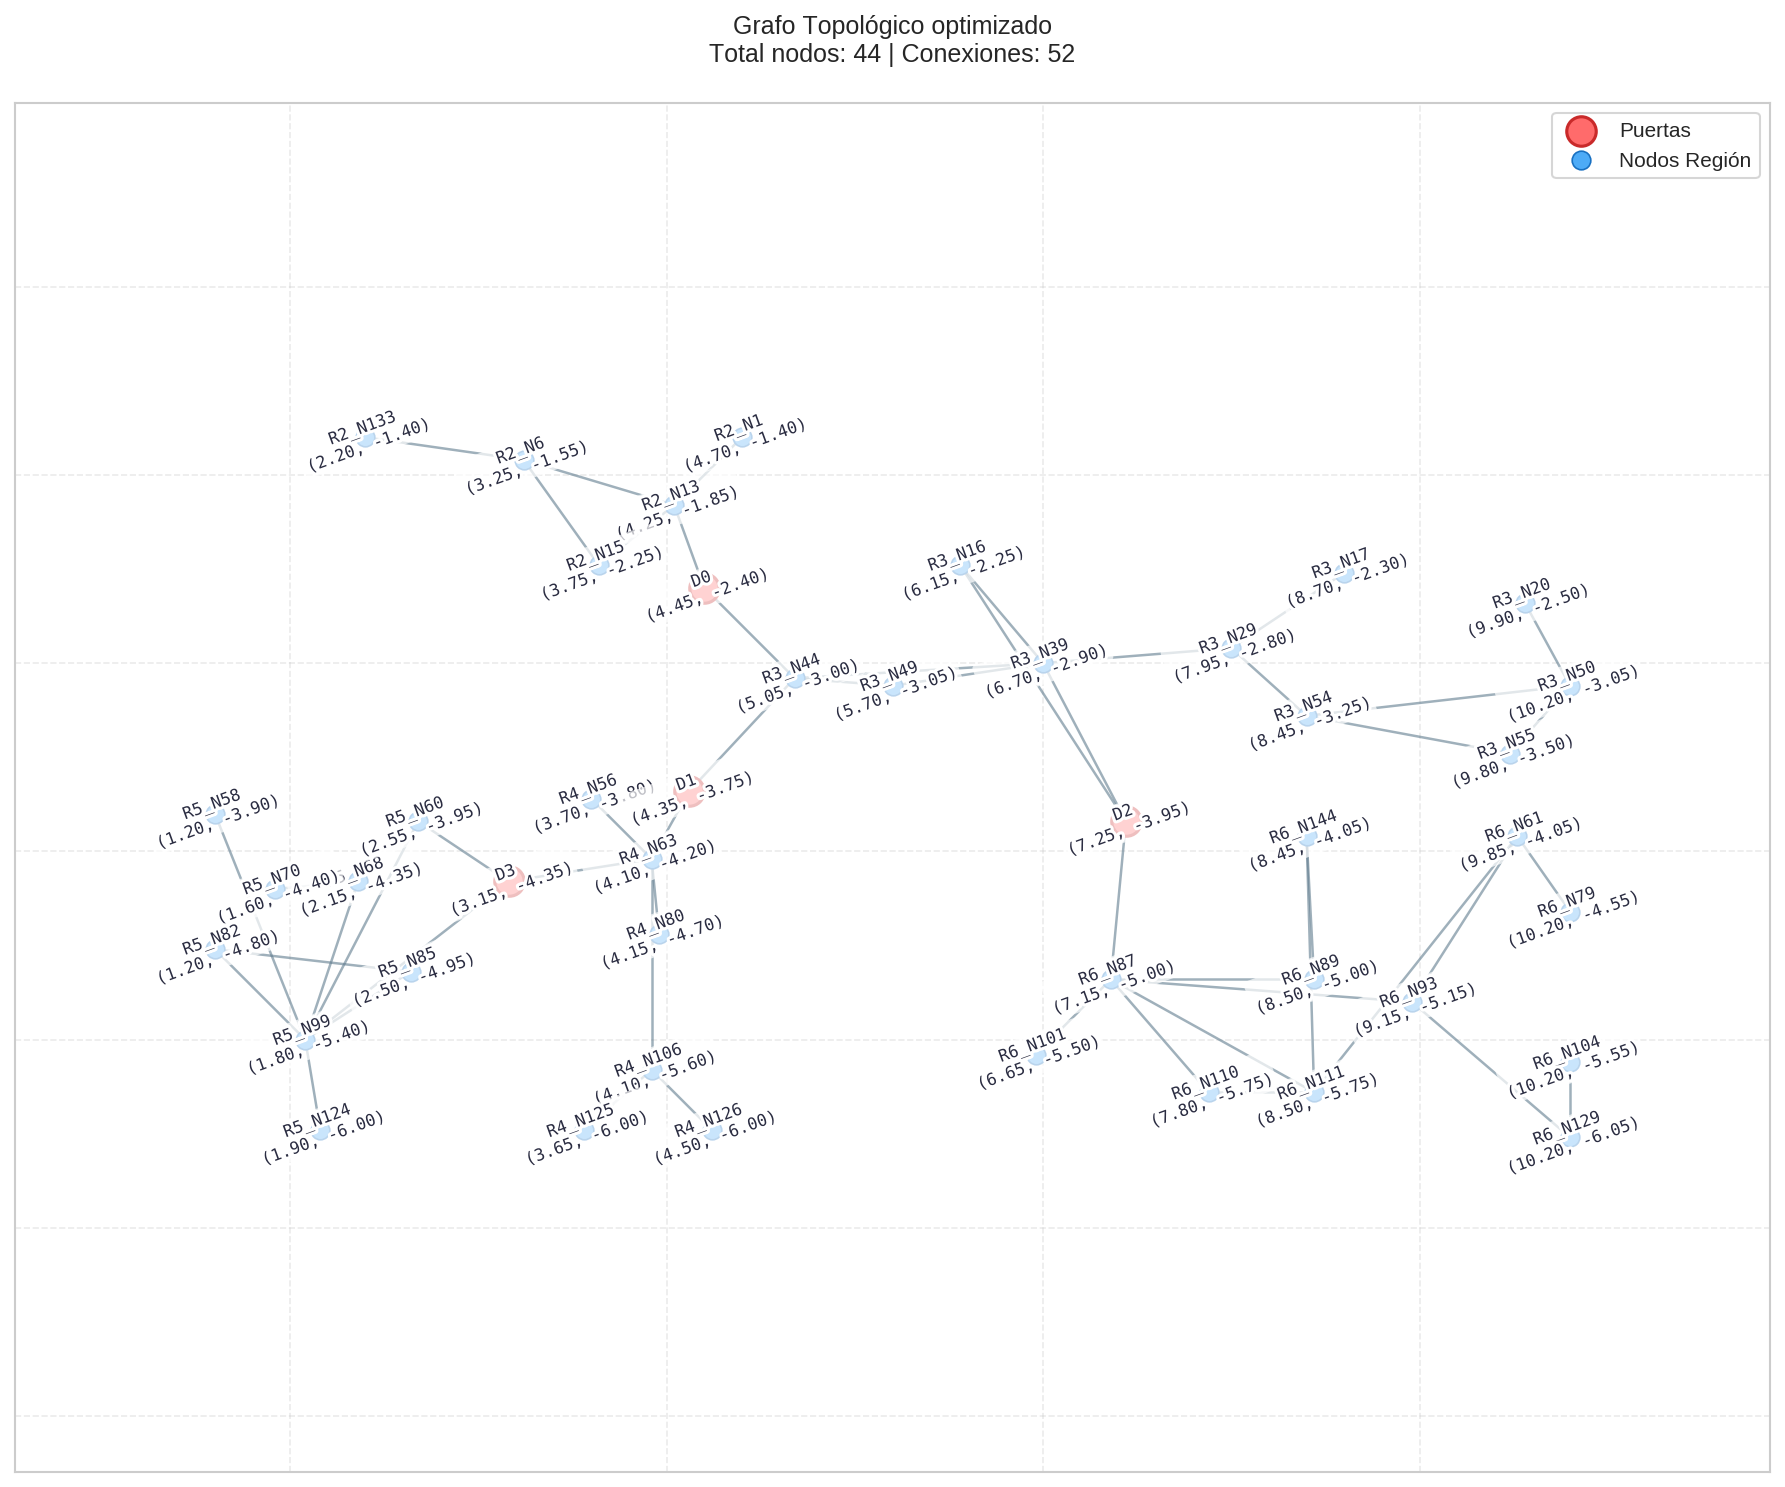 Grafo Topológico optimizado
Total nodos: 44 | Conexiones: 52
Puertas
Nodos Región
R2_N133
(2.20, -1.40)
R2_N6
(3.25, -1.55)
R2_N1
(4.70, -1.40)
R2_N13
(4.25, -1.85)
R2_N15
(3.75, -2.25)
D0
(4.45, -2.40)
R3_N16
(6.15, -2.25)
R3_N17
(8.70, -2.30)
R3_N20
(9.90, -2.50)
R3_N44
(5.05, -3.00)
R3_N49
(5.70, -3.05)
R3_N39
(6.70, -2.90)
R3_N29
(7.95, -2.80)
R3_N50
(10.20, -3.05)
R3_N54
(8.45, -3.25)
R3_N55
(9.80, -3.50)
R5_N58
(1.20, -3.90)
R5_N60
(2.55, -3.95)
R4_N56
(3.70, -3.80)
D1
(4.35, -3.75)
D2
(7.25, -3.95)
R6_N144
(8.45, -4.05)
R6_N61
(9.85, -4.05)
R5_N70
(1.60, -4.40)
N68
(2.15, -4.35)
D3
(3.15, -4.35)
R4_N63
(4.10, -4.20)
R5_N82
(1.20, -4.80)
R5_N85
(2.50, -4.95)
R4_N80
(4.15, -4.70)
R6_N79
(10.20, -4.55)
R6_N87
(7.15, -5.00)
R6_N89
(8.50, -5.00)
R6_N93
(9.15, -5.15)
R5_N99
(1.80, -5.40)
R4_N106
(4.10, -5.60)
R6_N101
(6.65, -5.50)
R6_N104
(10.20, -5.55)
R6_N110
(7.80, -5.75)
R6_N111
(8.50, -5.75)
R5_N124
(1.90, -6.00)
R4_N125
(3.65, -6.00)
R4_N126
(4.50, -6.00)
R6_N129
(10.20, -6.05)